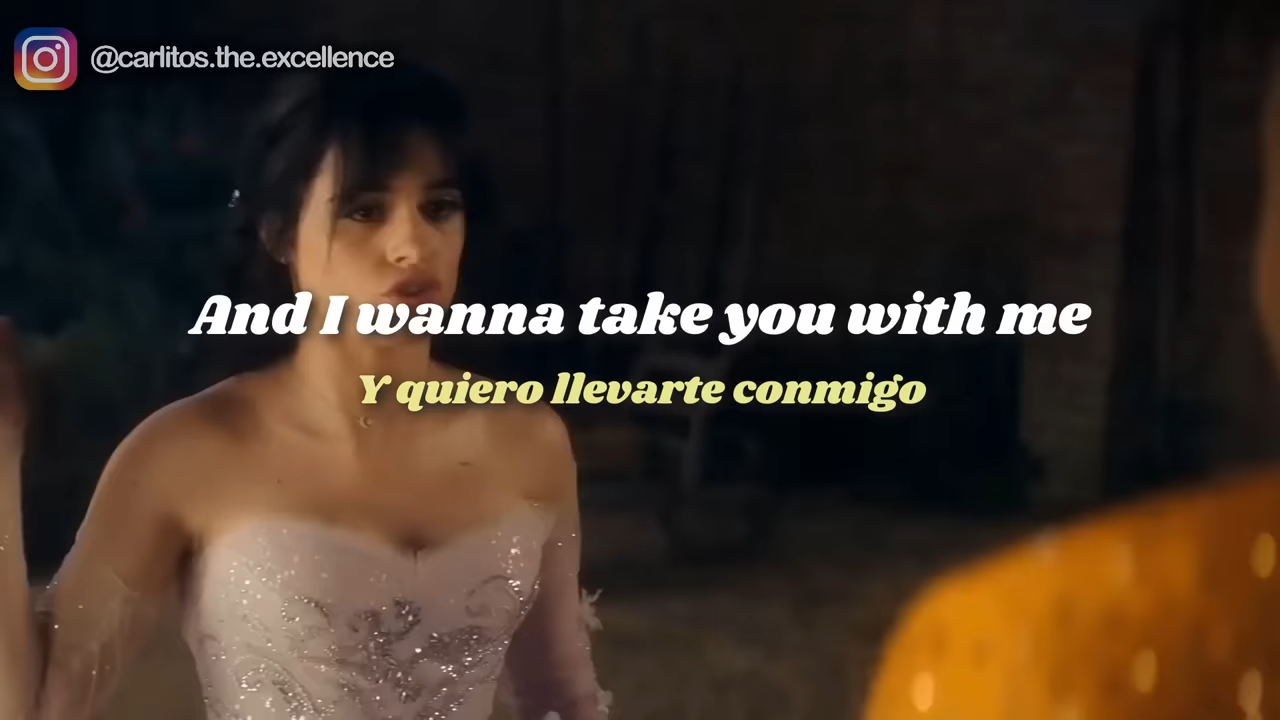 @carlitos.the.excellence
And I wanna take you with me
Y quiero llevarte conmigo